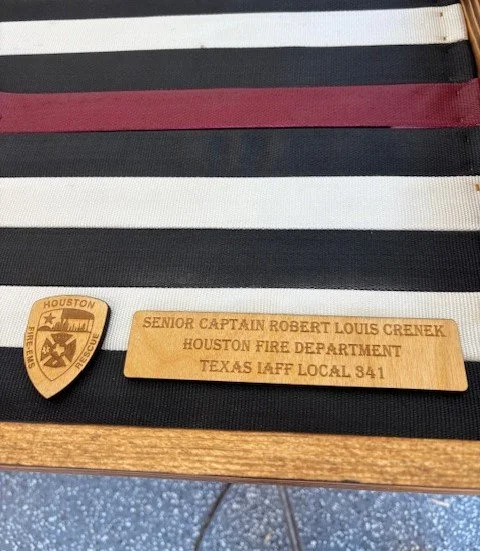 HOUSTON
FIRE EMS
RESCUE
SENIOR CAPTAIN ROBERT LOUIS CRENEK
HOUSTON FIRE DEPARTMENT
TEXAS IAFF LOCAL 341